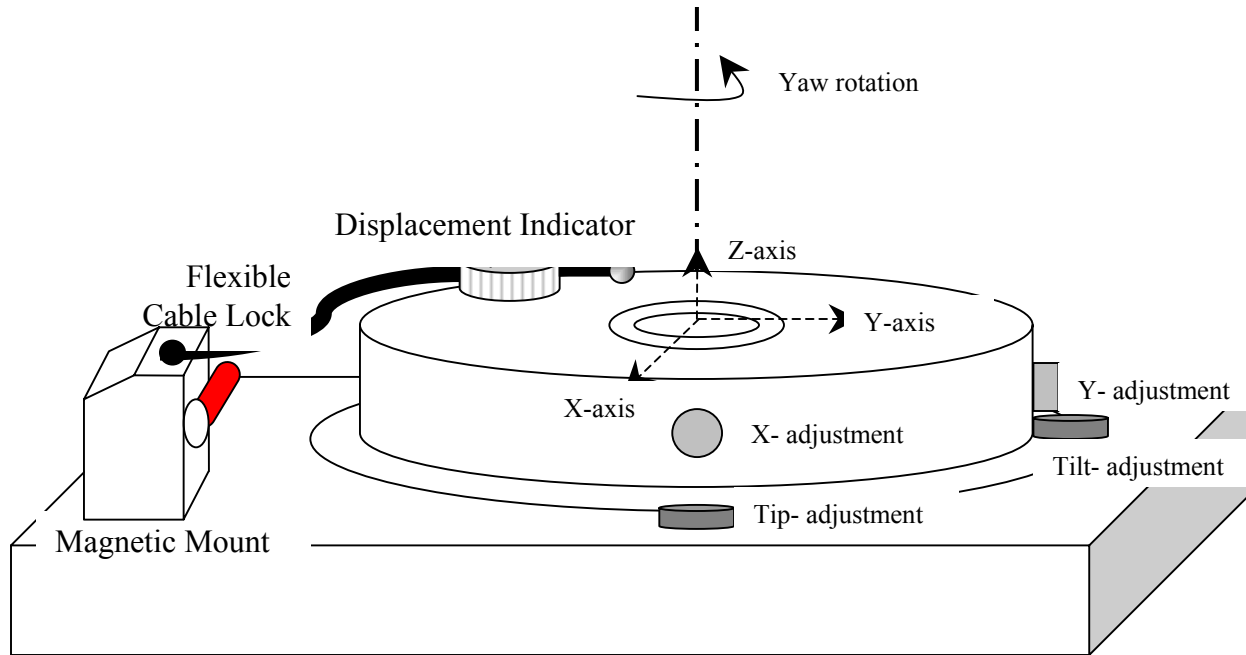 Yaw rotation
Displacement Indicator
Z-axis
Flexible
Cable Lock
Y-axis
X-axis
Y- adjustment
X- adjustment
Tilt- adjustment
Tip- adjustment
Magnetic Mount